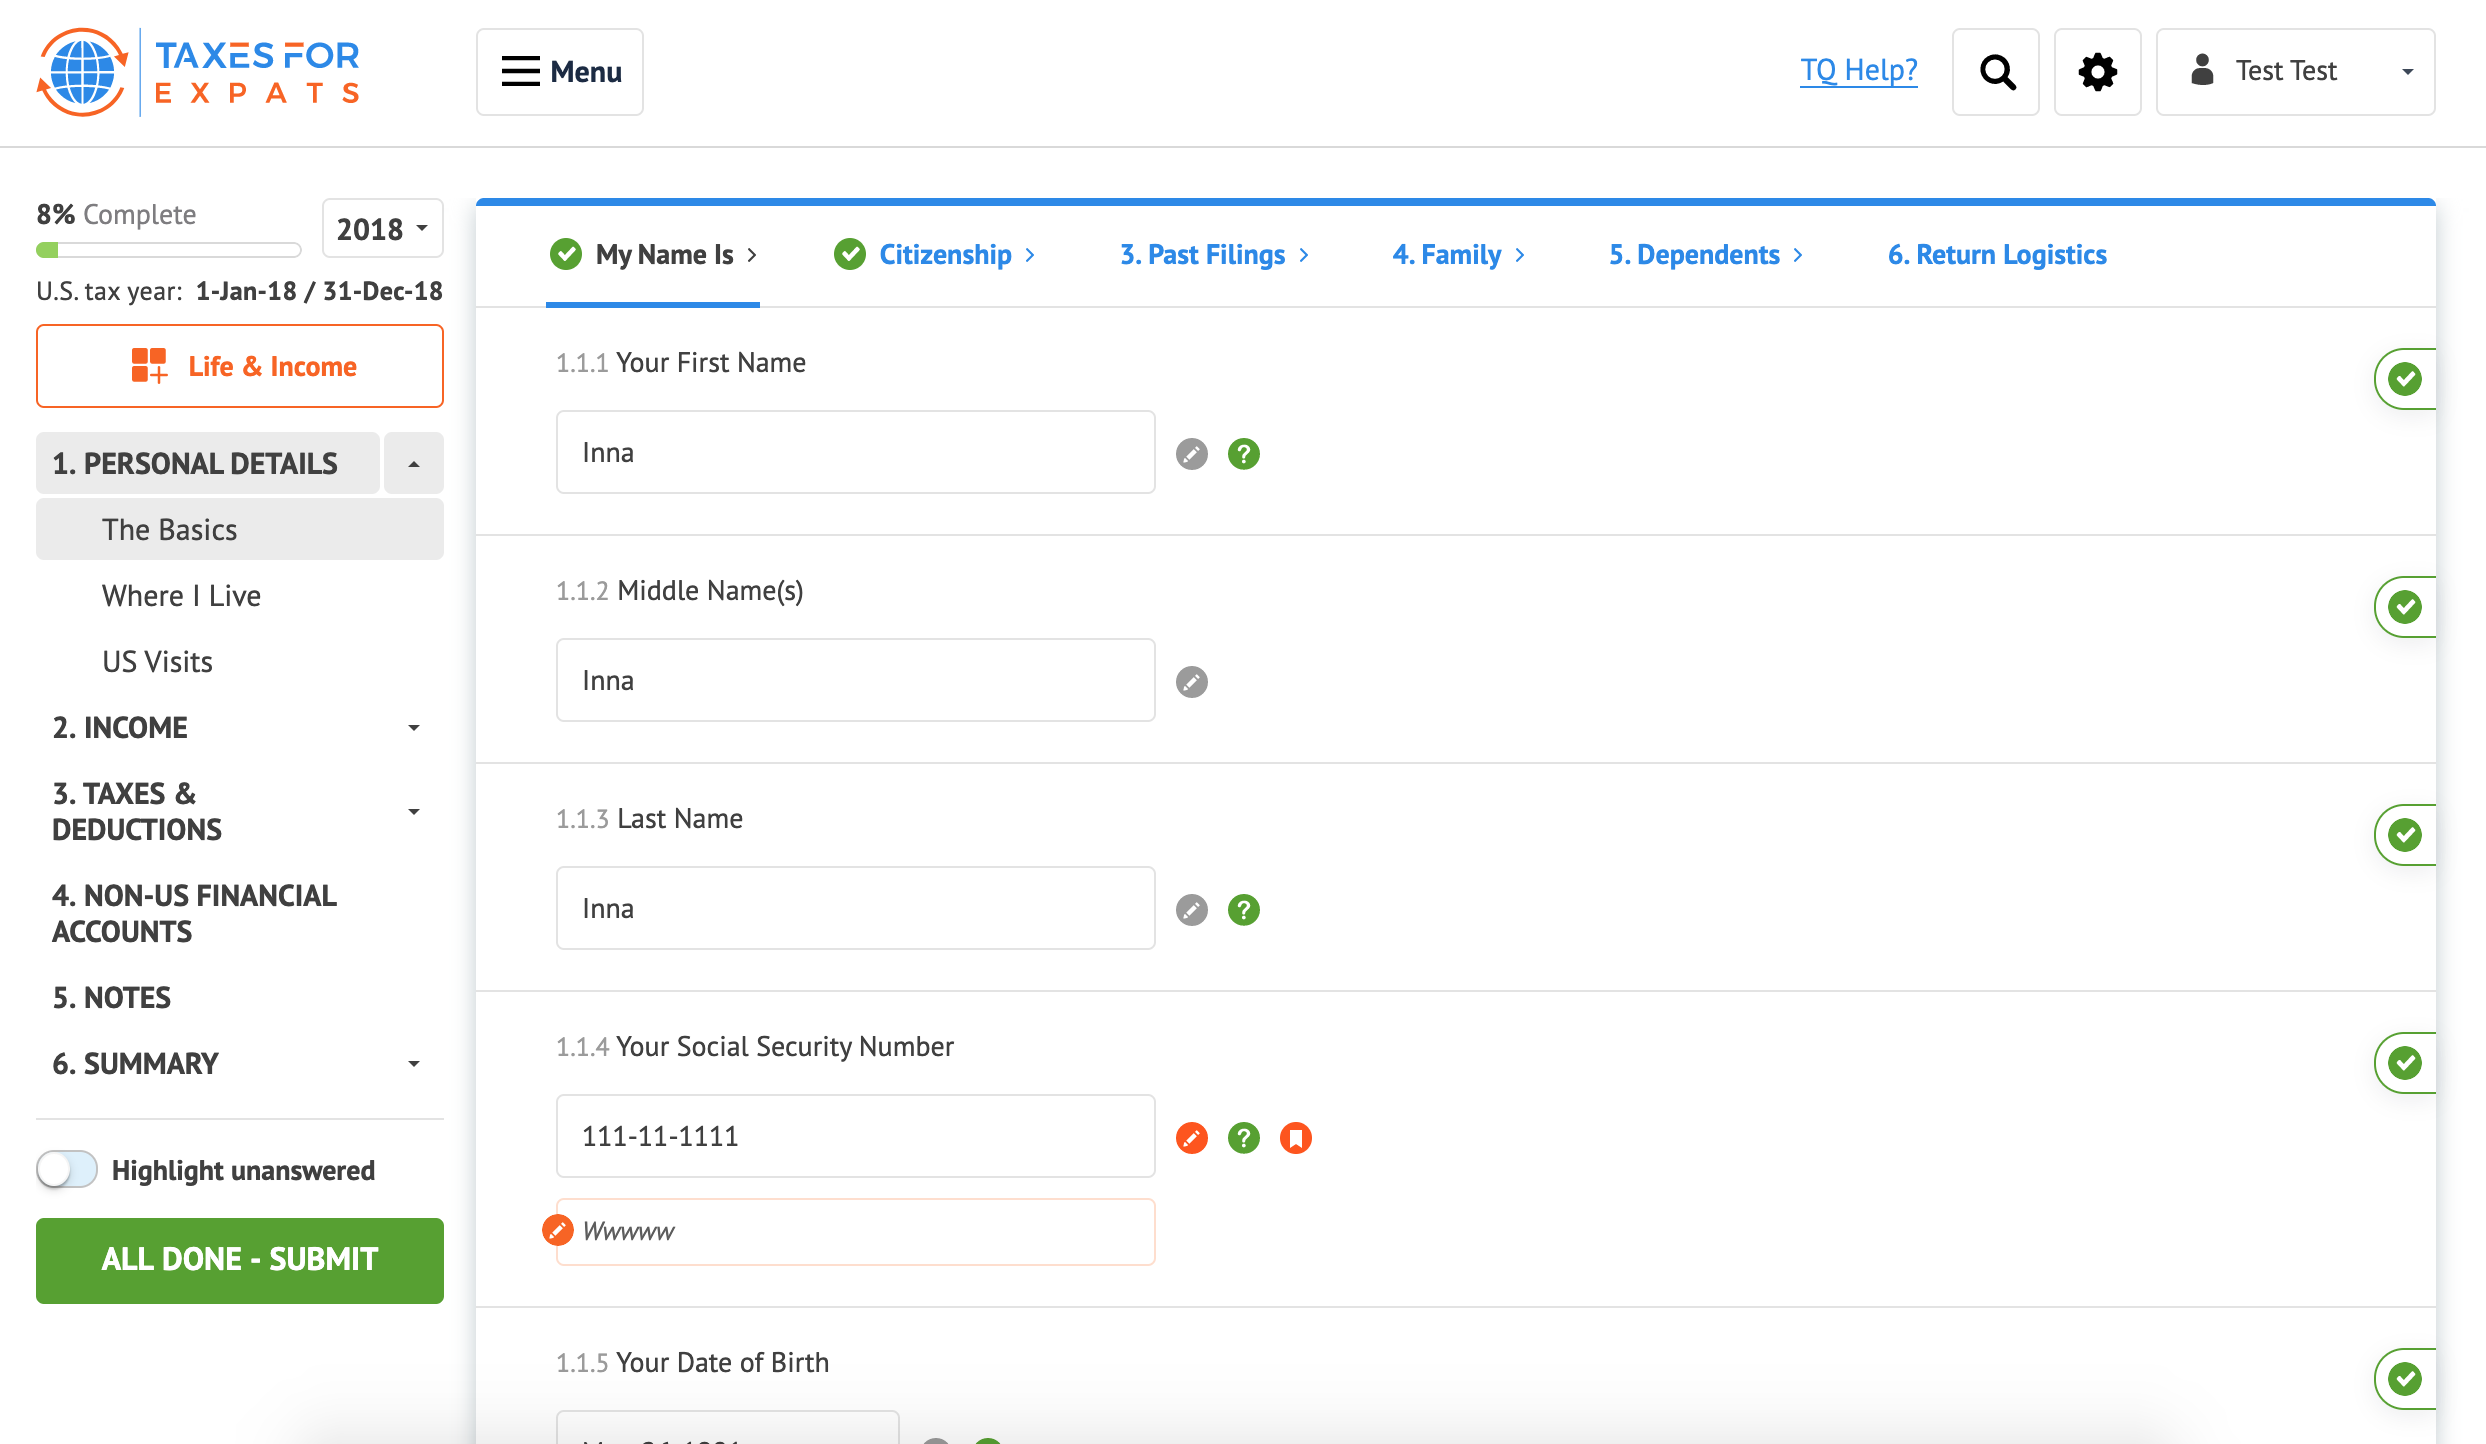 TAXES FOR
EXPATS
Menu
TQ Help?
Test Test
8% Complete
2018
U.S. tax year: 1-Jan-18 / 31-Dec-18
Life & Income
1. PERSONAL DETAILS
The Basics
Where I Live
US Visits
2. INCOME
3. TAXES &
DEDUCTIONS
4. NON-US FINANCIAL
ACCOUNTS
5. NOTES
6. SUMMARY
Highlight unanswered
ALL DONE - SUBMIT
My Name Is
Citizenship
3. Past Filings
4. Family
5. Dependents
6. Return Logistics
1.1.1 Your First Name
Inna
1.1.2 Middle Name(s)
Inna
1.1.3 Last Name
Inna
1.1.4 Your Social Security Number
111-11-1111
Wwwww
1.1.5 Your Date of Birth